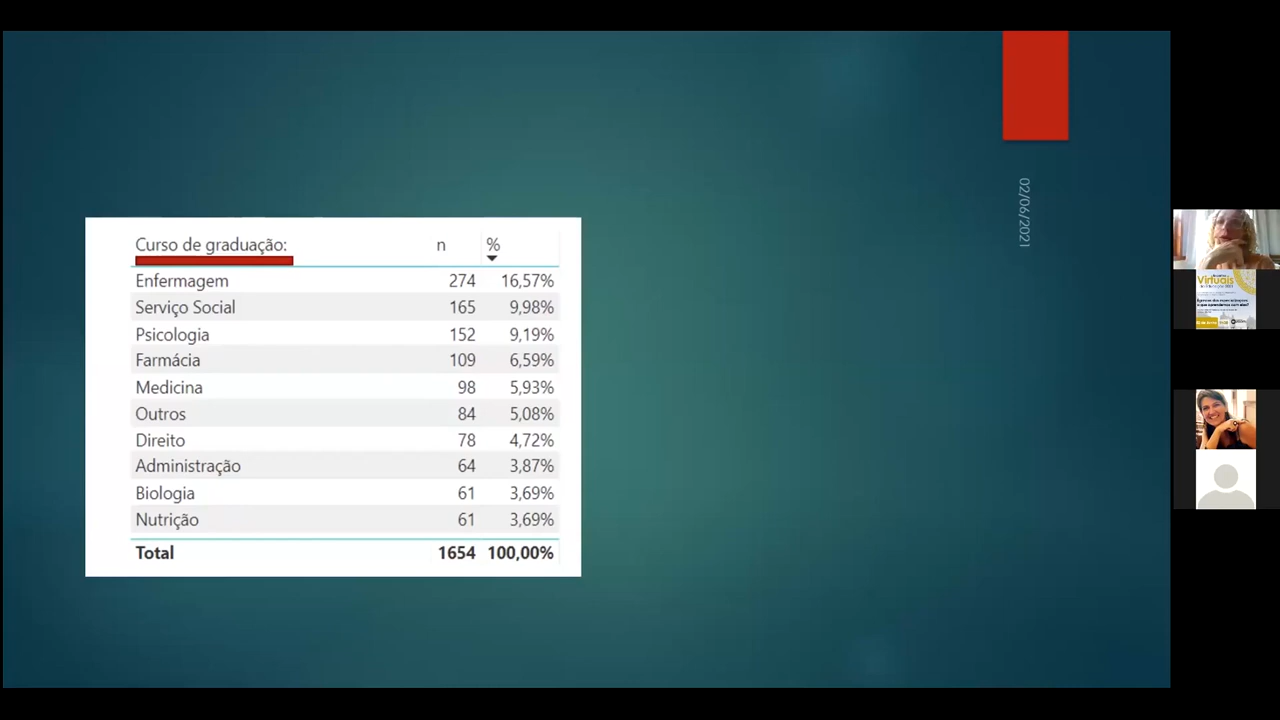 02/06/2021
Curso de graduação: n %
Enfermagem 274 16,57%
Serviço Social 165 9,98%
Psicologia 152 9,19%
Farmácia 109 6,59%
Medicina 98 5,93%
Outros 84 5,08%
Direito 78 4,72%
Administração 64 3,87%
Biologia 61 3,69%
Nutrição 61 3,69%
Total 1654 100,00%
Virtuais